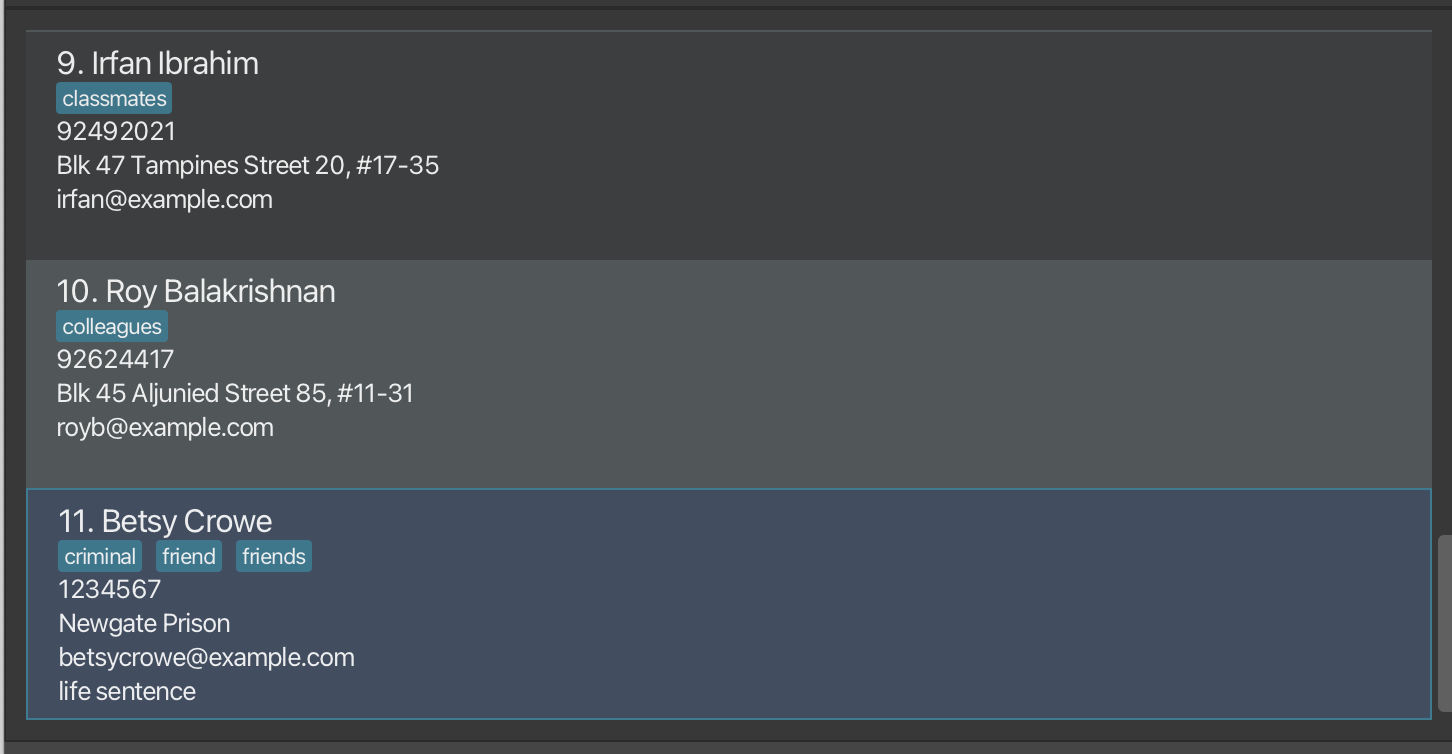 9. Irfan Ibrahim
classmates
92492021
Blk 47 Tampines Street 20, #17-35
irfan@example.com
10. Roy Balakrishnan
colleagues
92624417
Blk 45 Aljunied Street 85, #11-31
royb@example.com
11. Betsy Crowe
criminal friend friends
1234567
Newgate Prison
betsycrowe@example.com
life sentence